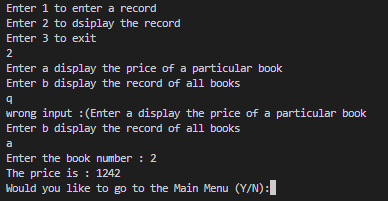 Enter 1 to enter a record
Enter 2 to dsiplay the record
Enter 3 to exit
2
Enter a display the price of a particular book
Enter b display the record of all books
q
wrong input :(Enter a display the price of a particular book
Enter b display the record of all books
a
Enter the book number : 2
The price is : 1242
Would you like to go to the Main Menu (Y/N):